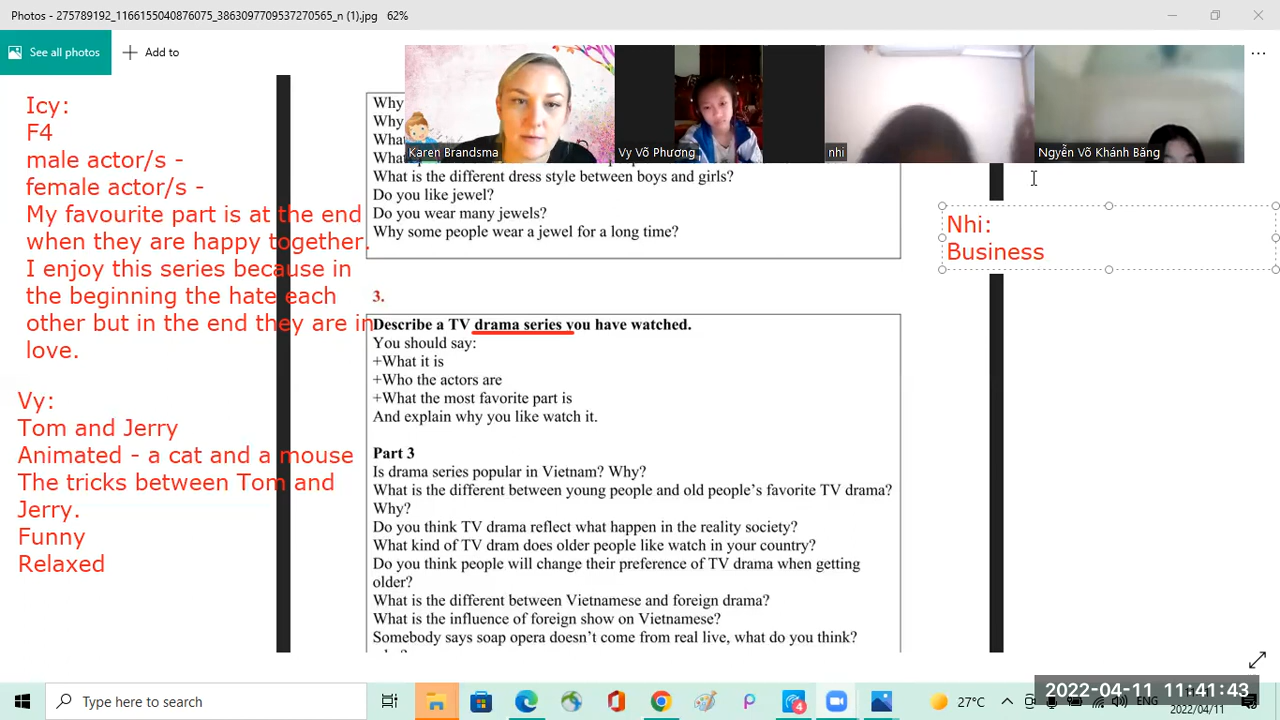 Photos - 275789192_1166155040876075_3863097709537270565_n (1).jpg 62%
See all photos
Add to
Karen Brandsma
Vy Võ Phương
nhi
Nguyễn Võ Khánh Băng
Icy:
F4
male actor/s -
female actor/s -
My favourite part is at the end
when they are happy together.
I enjoy this series because in
the beginning the hate each
other but in the end they are in
love.
Vy:
Tom and Jerry
Animated - a cat and a mouse
The tricks between Tom and
Jerry.
Funny
Relaxed
Why
Why
What
What
What is the different dress style between boys and girls?
Do you like jewel?
Do you wear many jewels?
Why some people wear a jewel for a long time?
3.
Describe a TV drama series you have watched.
You should say:
+What it is
+Who the actors are
+What the most favorite part is
And explain why you like watch it.
Part 3
Is drama series popular in Vietnam? Why?
What is the different between young people and old people's favorite TV drama?
Why?
Do you think TV drama reflect what happen in the reality society?
What kind of TV dram does older people like watch in your country?
Do you think people will change their preference of TV drama when getting
older?
What is the different between Vietnamese and foreign drama?
What is the influence of foreign show on Vietnamese?
Somebody says soap opera doesn't come from real live, what do you think?
Nhi:
Business
Type here to search
4
27°C
ENG
2022-04-11 11:41:43
2022/04/11